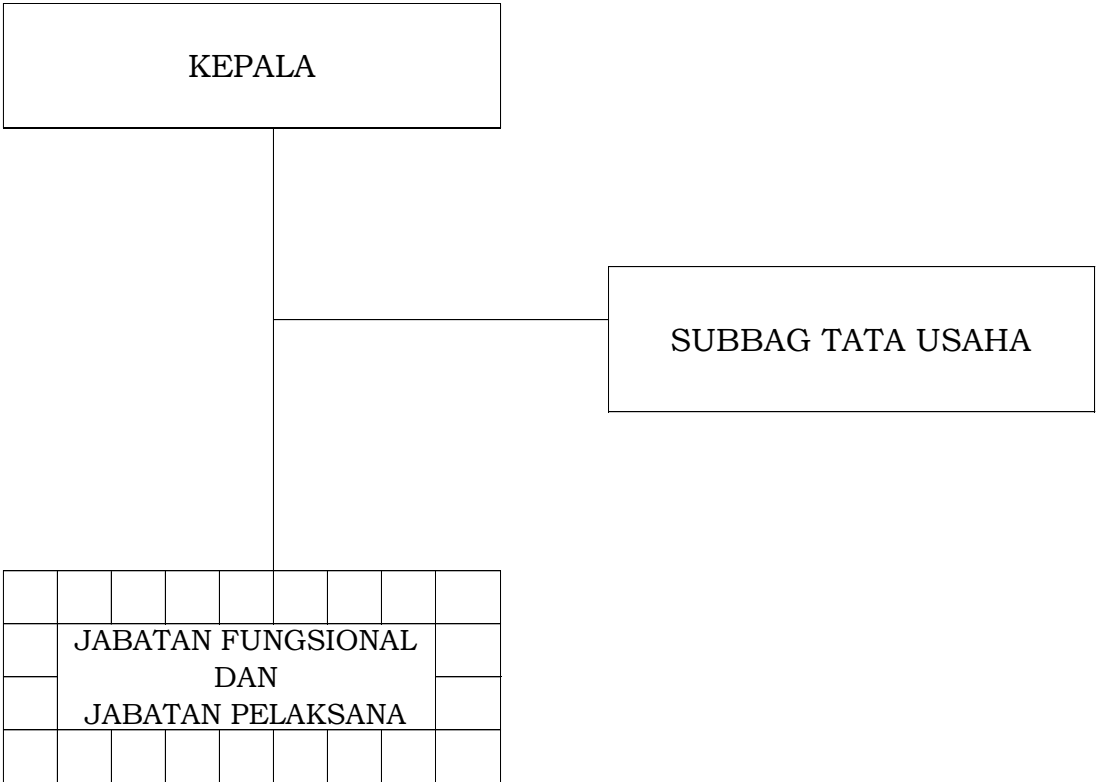 KEPALA
SUBBAG TATA USAHA
JABATAN FUNGSIONAL
DAN
JABATAN PELAKSANA